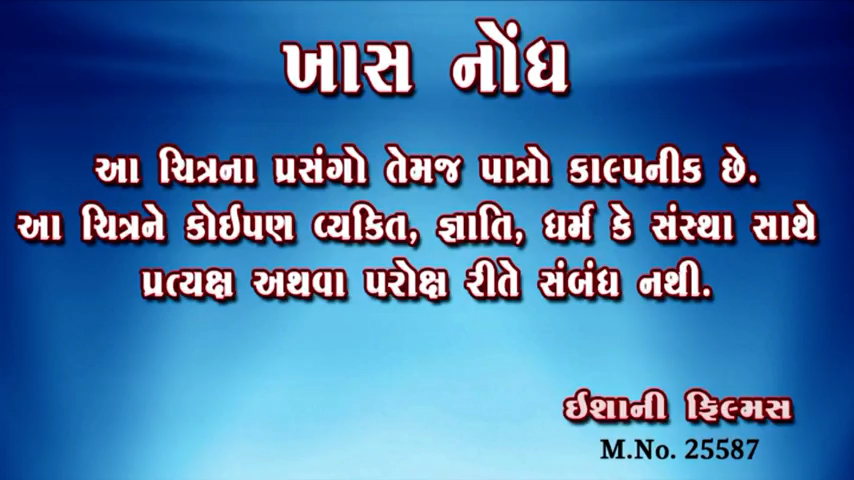 ખાસ નોંધ
આ ચિત્રના પ્રસંગો તેમજ પાત્રો કાલ્પનીક છે.
આ ચિત્રને કોઈપણ વ્યકિત, જ્ઞાતિ, ધર્મ કે સંસ્થા સાથે
પ્રત્યક્ષ અથવા પરોક્ષ રીતે સંબંધ નથી.
ઈશાની ફિલ્મસ
M.No. 25587